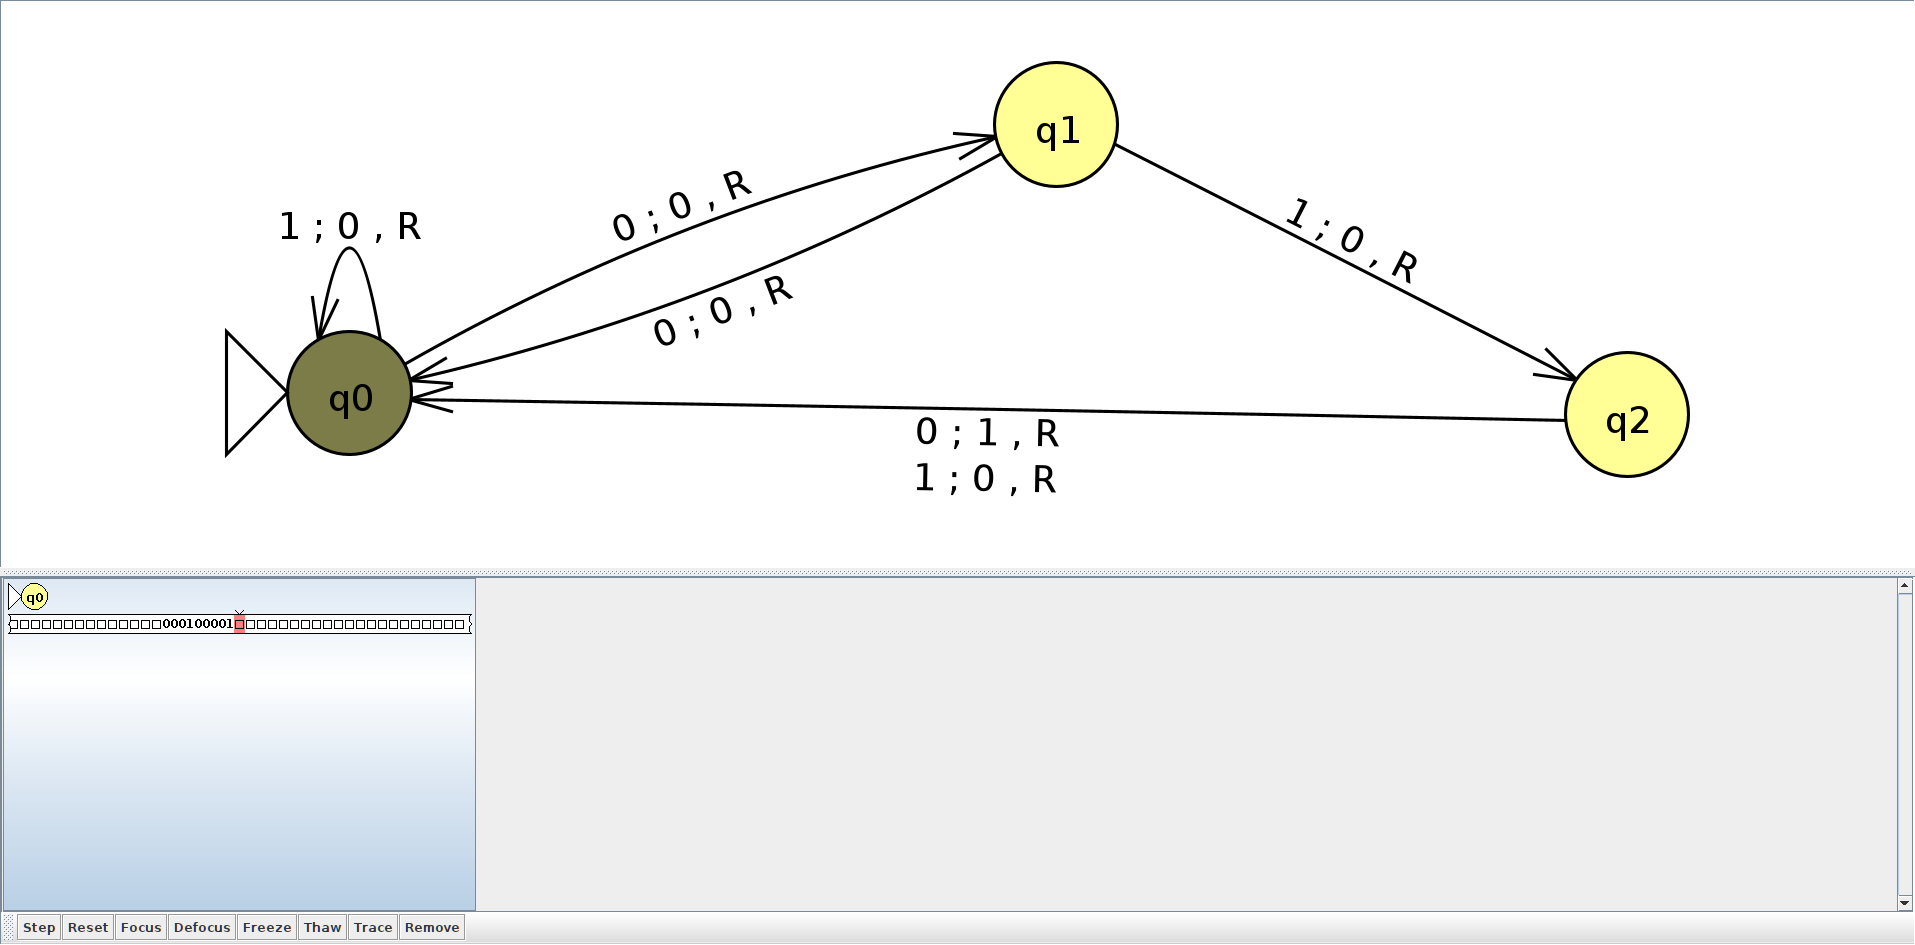 q1
0 ; 0 , R
1 ; 0 , R
1 ; 0 , R
0 ; 0 , R
q0
q2
0 ; 1 , R
1 ; 0 , R
q0
□□□□□□□□□□□□□□000100001□□□□□□□□□□□□□□□□□□□□□
Step Reset Focus Defocus Freeze Thaw Trace Remove